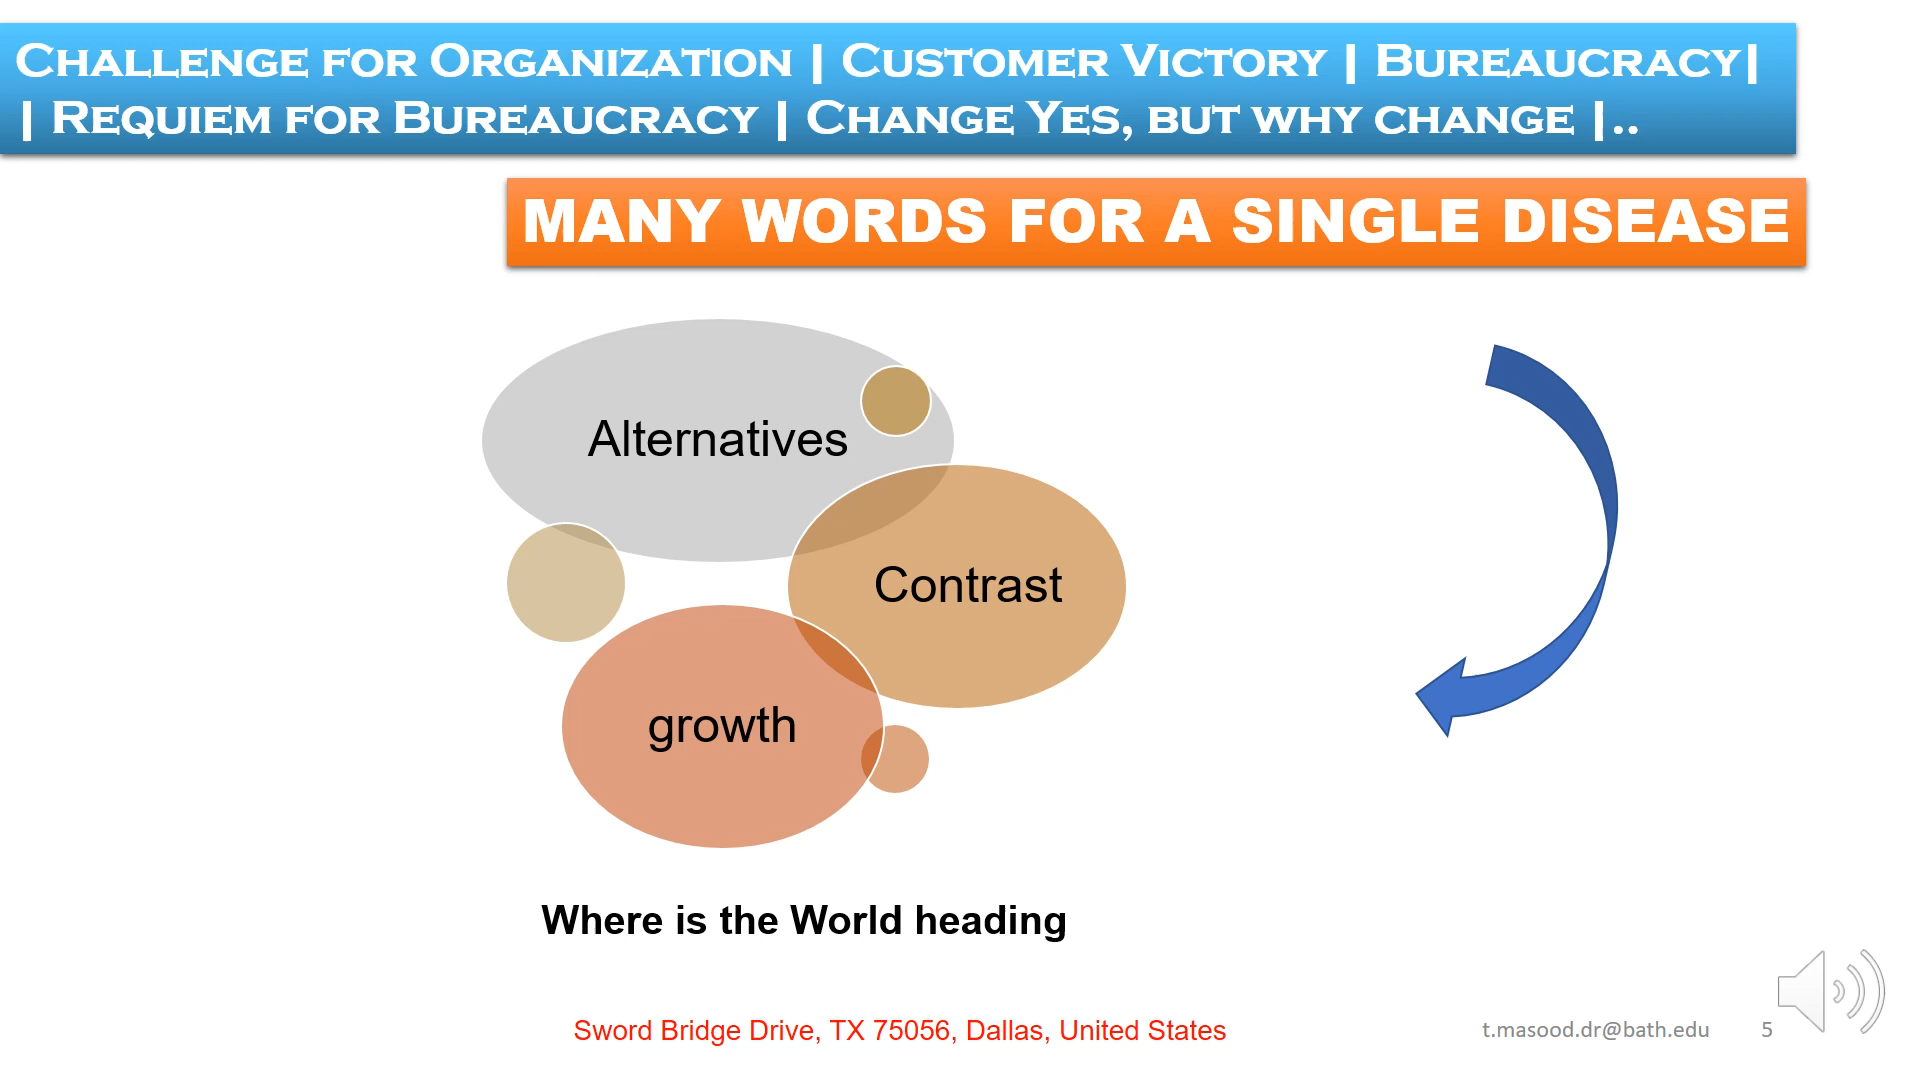 Challenge for Organization | Customer Victory | Bureaucracy|
| Requiem for Bureaucracy | Change Yes, but why change |..
MANY WORDS FOR A SINGLE DISEASE
Alternatives
Contrast
growth
Where is the World heading
Sword Bridge Drive, TX 75056, Dallas, United States
t.masood.dr@bath.edu
5